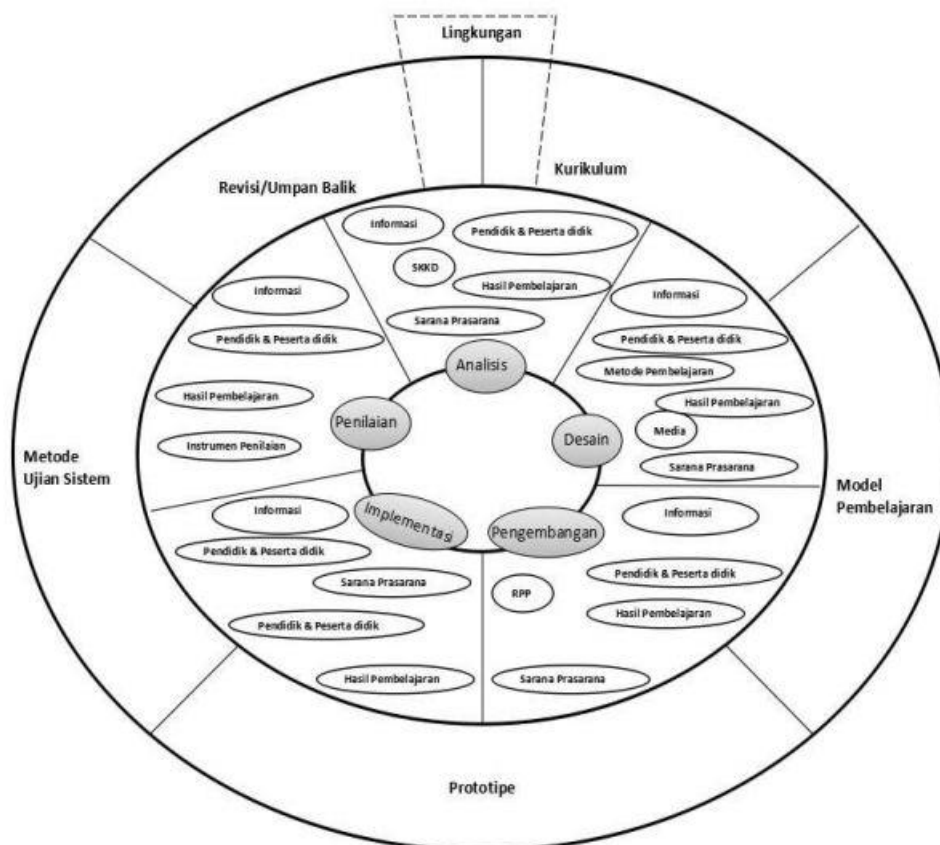 Lingkungan
Kurikulum
Revisi/Umpan Balik
Informasi
Pendidik & Peserta didik
SKKD
Hasil Pembelajaran
Sarana Prasarana
Analisis
Informasi
Pendidik & Peserta didik
Metode Pembelajaran
Hasil Pembelajaran
Media
Sarana Prasarana
Desain
Model
Pembelajaran
Informasi
Pendidik & Peserta didik
RPP
Hasil Pembelajaran
Sarana Prasarana
Pengembangan
Prototipe
Implementasi
Informasi
Pendidik & Peserta didik
Sarana Prasarana
Pendidik & Peserta didik
Hasil Pembelajaran
Metode
Ujian Sistem
Penilaian
Informasi
Pendidik & Peserta didik
Hasil Pembelajaran
Instrumen Penilaian